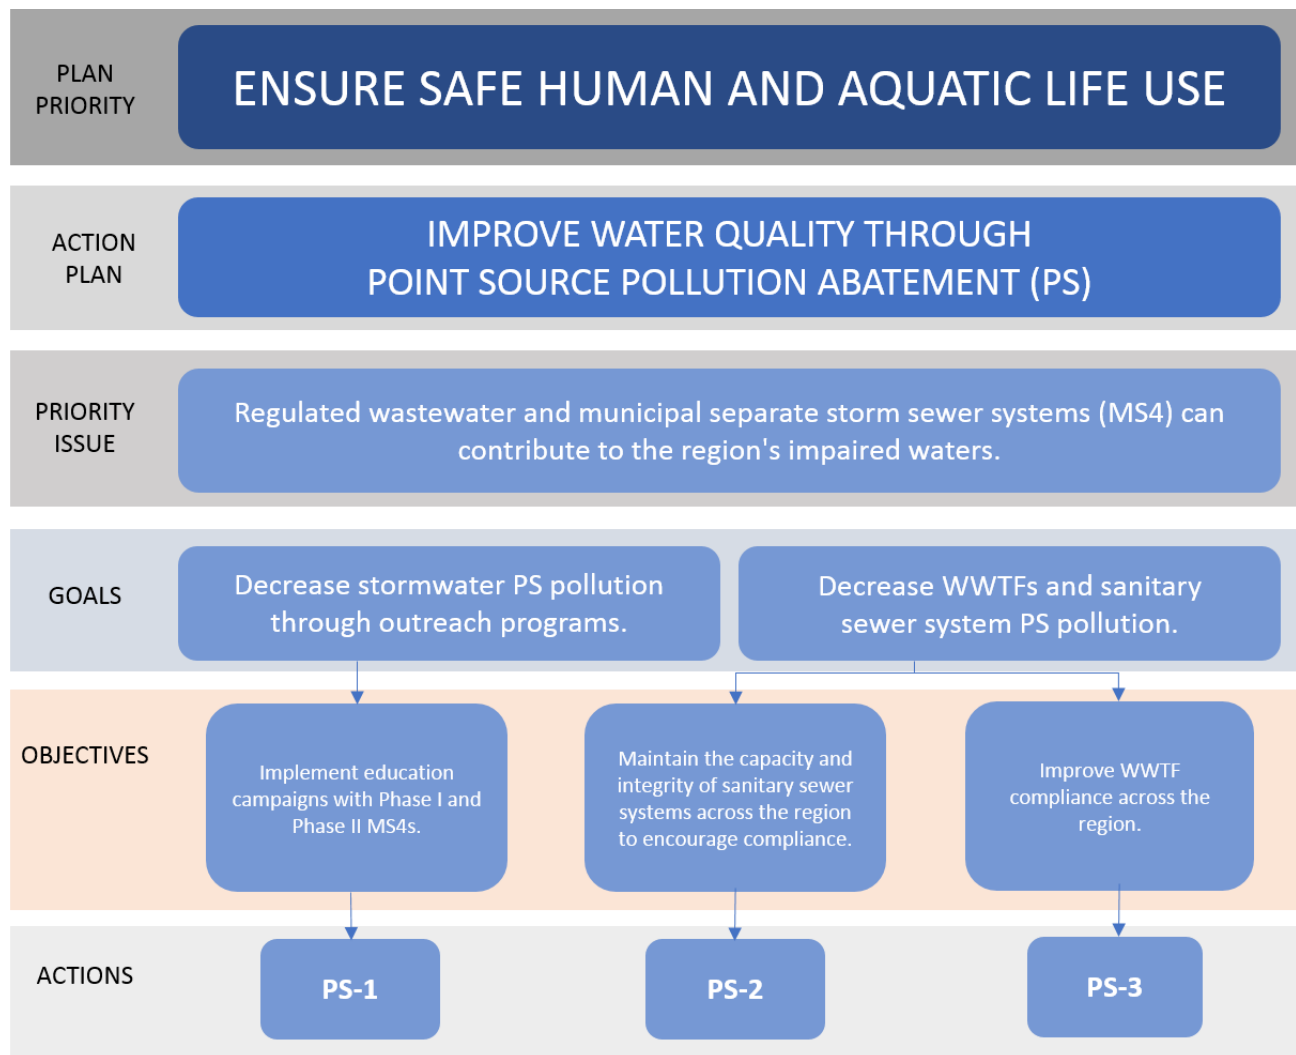 PLAN
PRIORITY
ENSURE SAFE HUMAN AND AQUATIC LIFE USE
ACTION
PLAN
IMPROVE WATER QUALITY THROUGH
POINT SOURCE POLLUTION ABATEMENT (PS)
PRIORITY
ISSUE
Regulated wastewater and municipal separate storm sewer systems (MS4) can
contribute to the region's impaired waters.
GOALS
Decrease stormwater PS pollution
through outreach programs.
Decrease WWTFs and sanitary
sewer system PS pollution.
OBJECTIVES
Implement education
campaigns with Phase I and
Phase II MS4s.
Maintain the capacity and
integrity of sanitary sewer
systems across the region
to encourage compliance.
Improve WWTF
compliance across the
region.
ACTIONS
PS-1
PS-2
PS-3